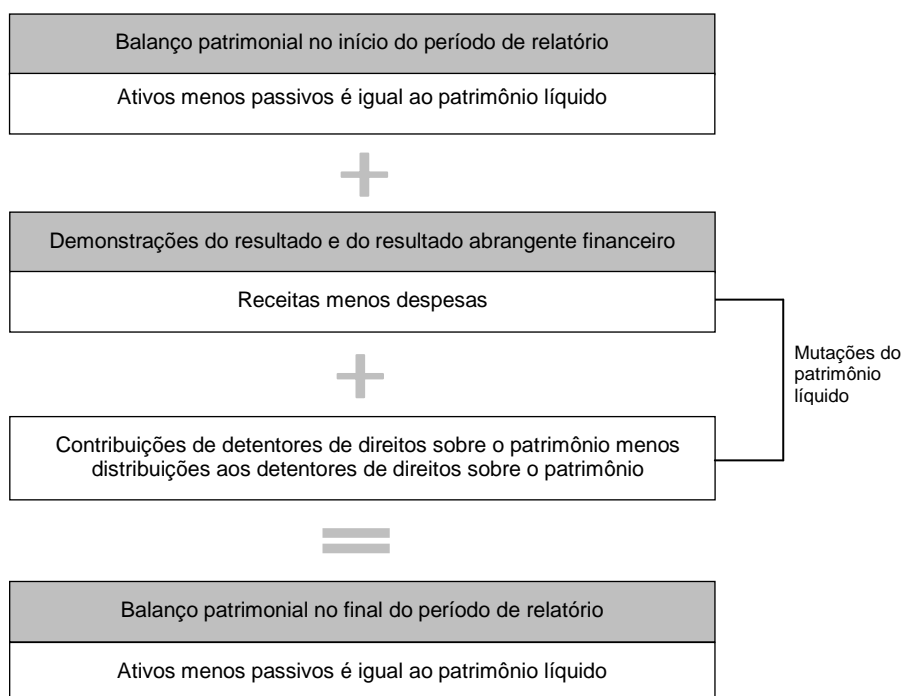 Balanço patrimonial no início do período de relatório
Ativos menos passivos é igual ao patrimônio líquido
+
Demonstrações do resultado e do resultado abrangente financeiro
Receitas menos despesas
Mutações do
patrimônio
líquido
+
Contribuições de detentores de direitos sobre o patrimônio menos
distribuições aos detentores de direitos sobre o patrimônio
=
Balanço patrimonial no final do período de relatório
Ativos menos passivos é igual ao patrimônio líquido